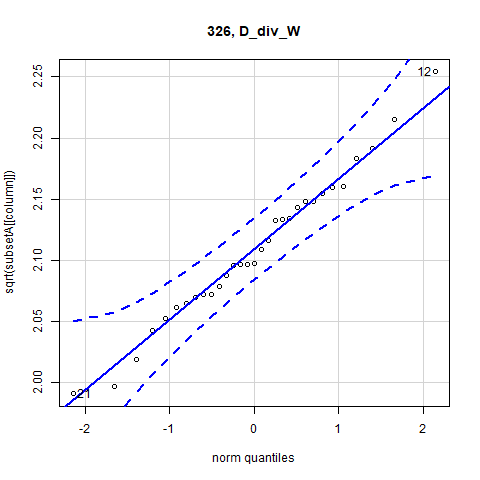 326, D_div_W
sqrt(subsetA[[column]])
2.25
2.20
2.15
2.10
2.05
2.00
12
21
-2 -1 0 1 2
norm quantiles